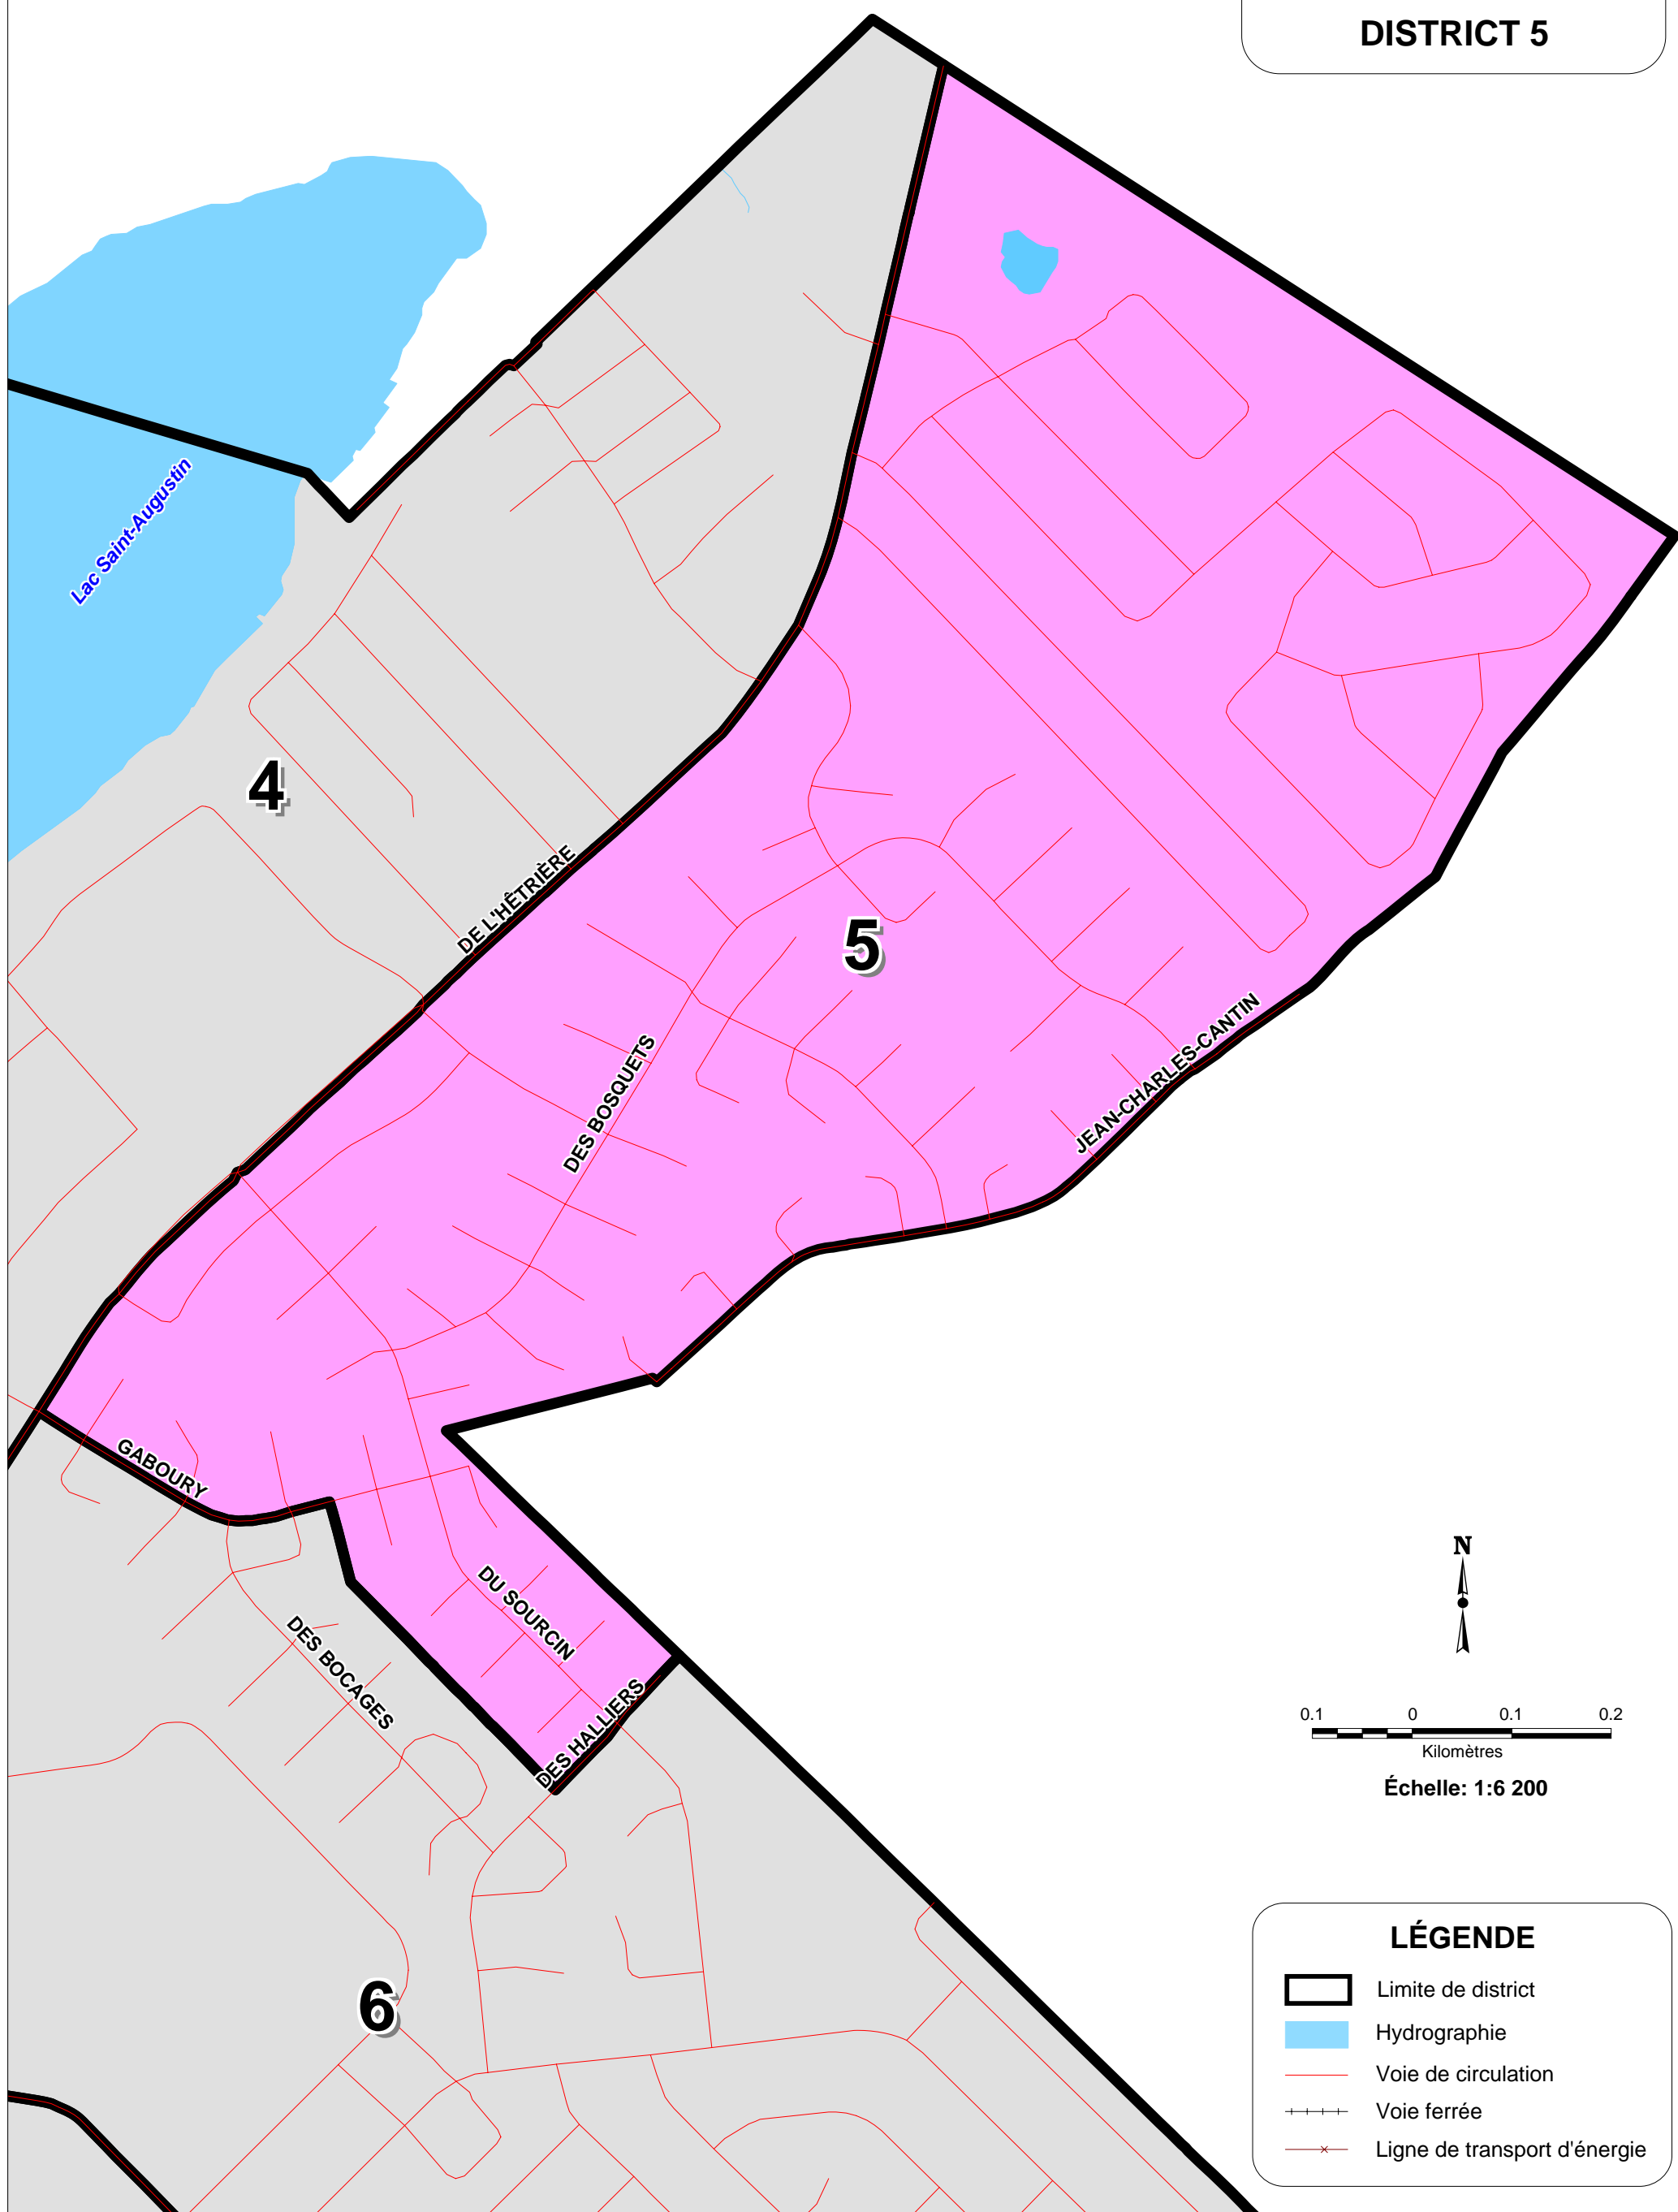 DISTRICT 5
Lac Saint-Augustin
4
DE L'HÊTRIÈRE
5
DES BOSQUETS
JEAN-CHARLES-CANTIN
GABOURY
DU SOURCIN
DES BOCAGES
DES HALLIERS
N
0.1 0 0.1 0.2
Kilomètres
Échelle: 1:6 200
6
LÉGENDE
Limite de district
Hydrographie
Voie de circulation
Voie ferrée
Ligne de transport d'énergie